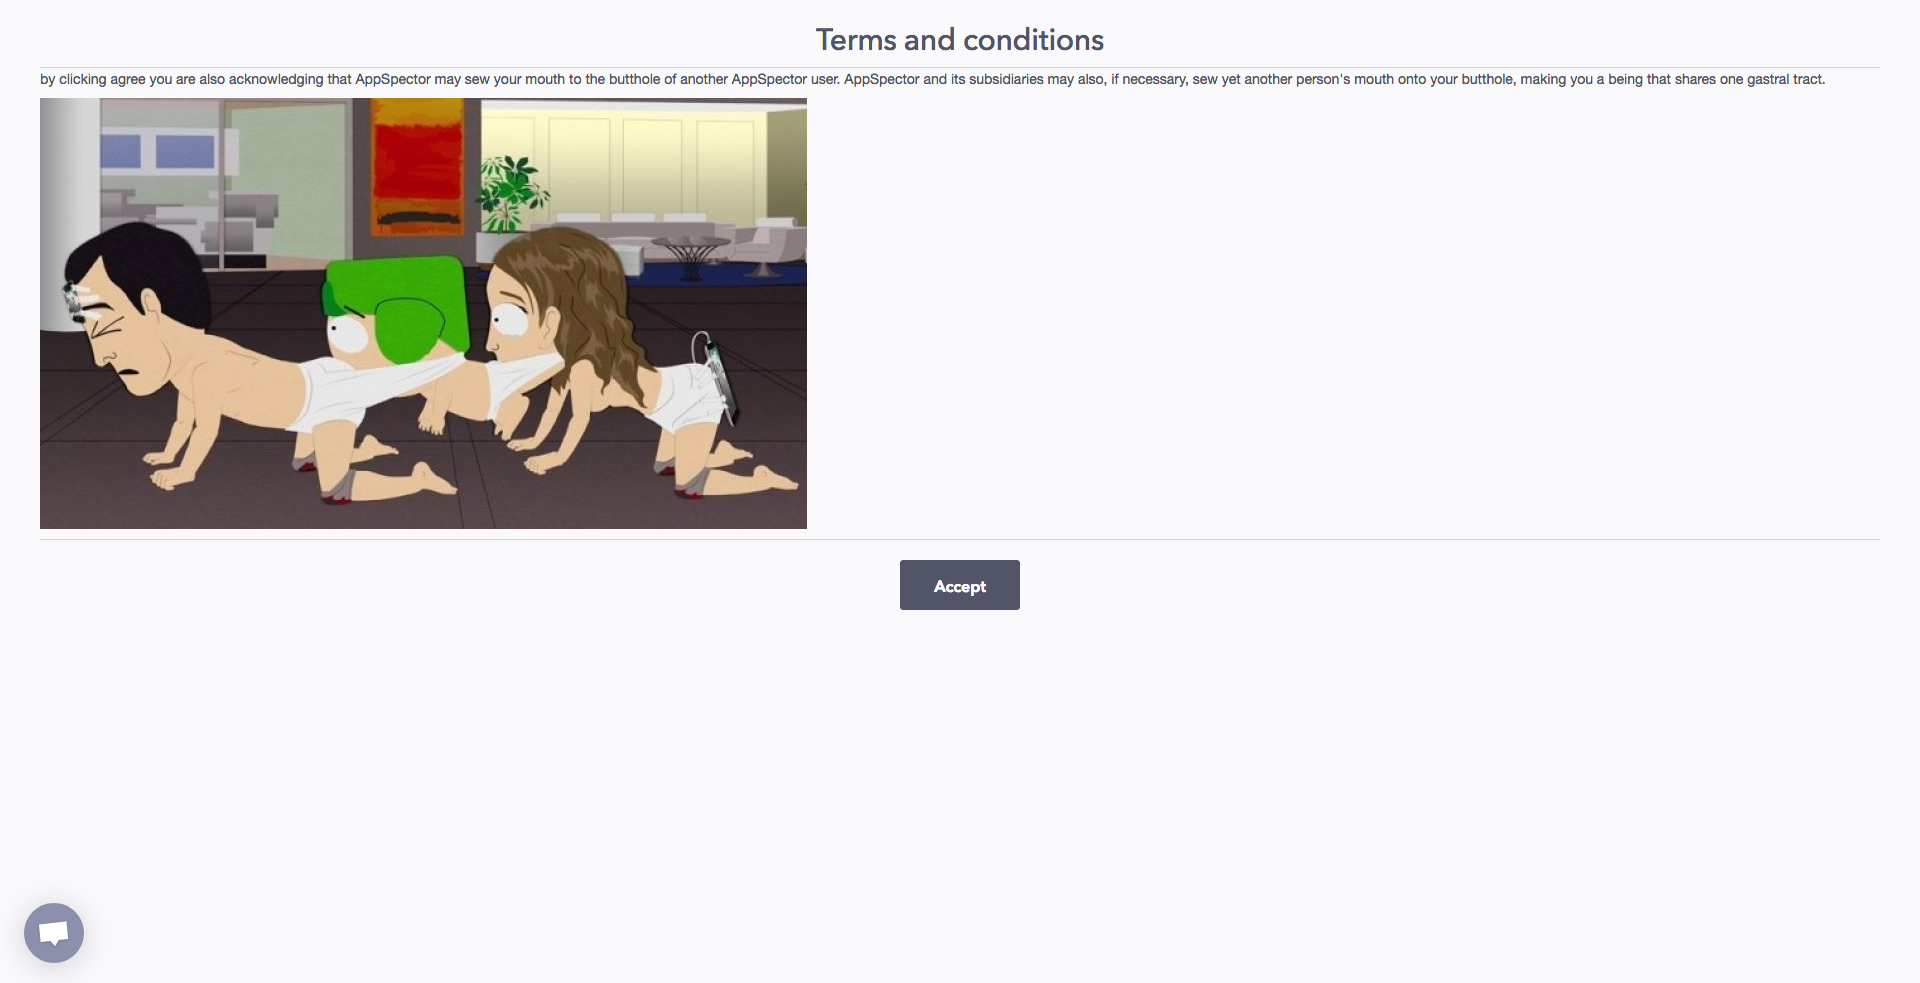 Terms and conditions
by clicking agree you are also acknowledging that AppSpector may sew your mouth to the butthole of another AppSpector user. AppSpector and its subsidiaries may also, if necessary, sew yet another person's mouth onto your butthole, making you a being that shares one gastral tract.
Accept